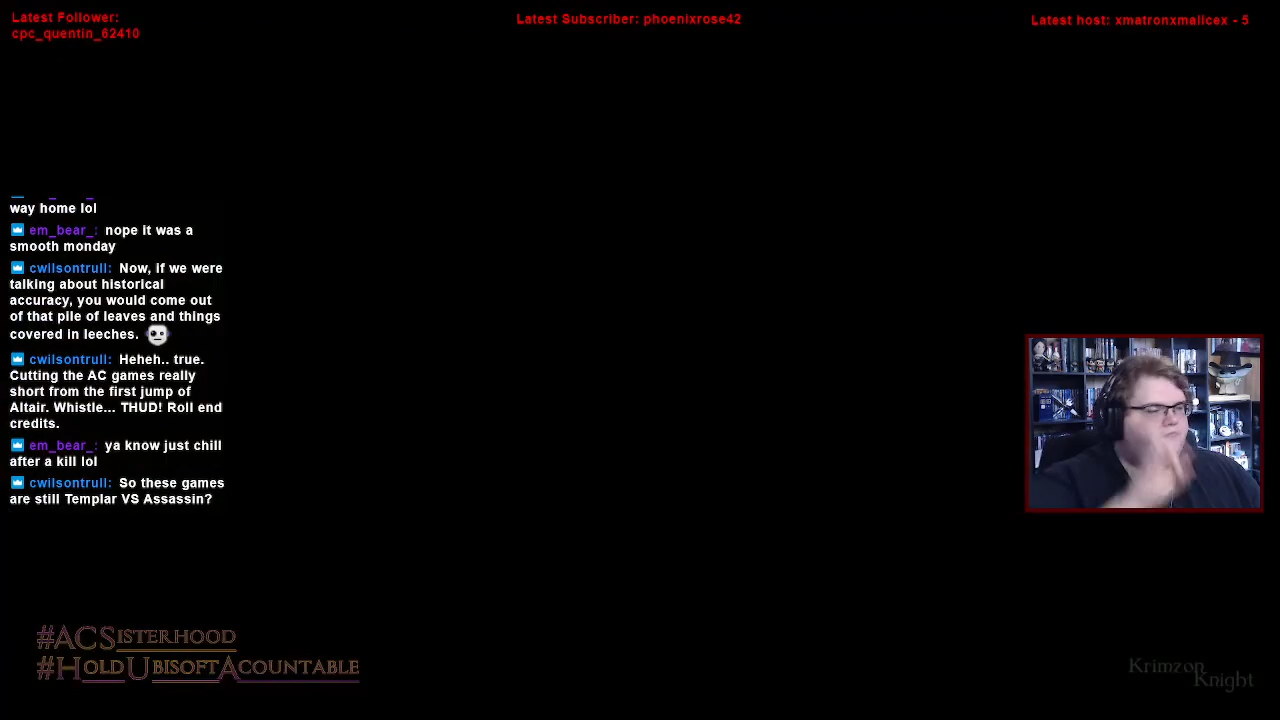 Latest Follower:
cpc_quentin_62410
Latest Subscriber: phoenixrose42
Latest host: xmatronxmalicex - 5
way home lol
em_bear_: nope it was a
smooth monday
cwilsontrull: Now, if we were
talking about historical
accuracy, you would come out
of that pile of leaves and things
covered in leeches.
cwilsontrull: Heheh.. true.
Cutting the AC games really
short from the first jump of
Altair. Whistle... THUD! Roll end
credits.
em_bear_: ya know just chill
after a kill lol
cwilsontrull: So these games
are still Templar VS Assassin?
#ACSisterhood
#HoldUbisoftAcountable
Krimzon
Knight